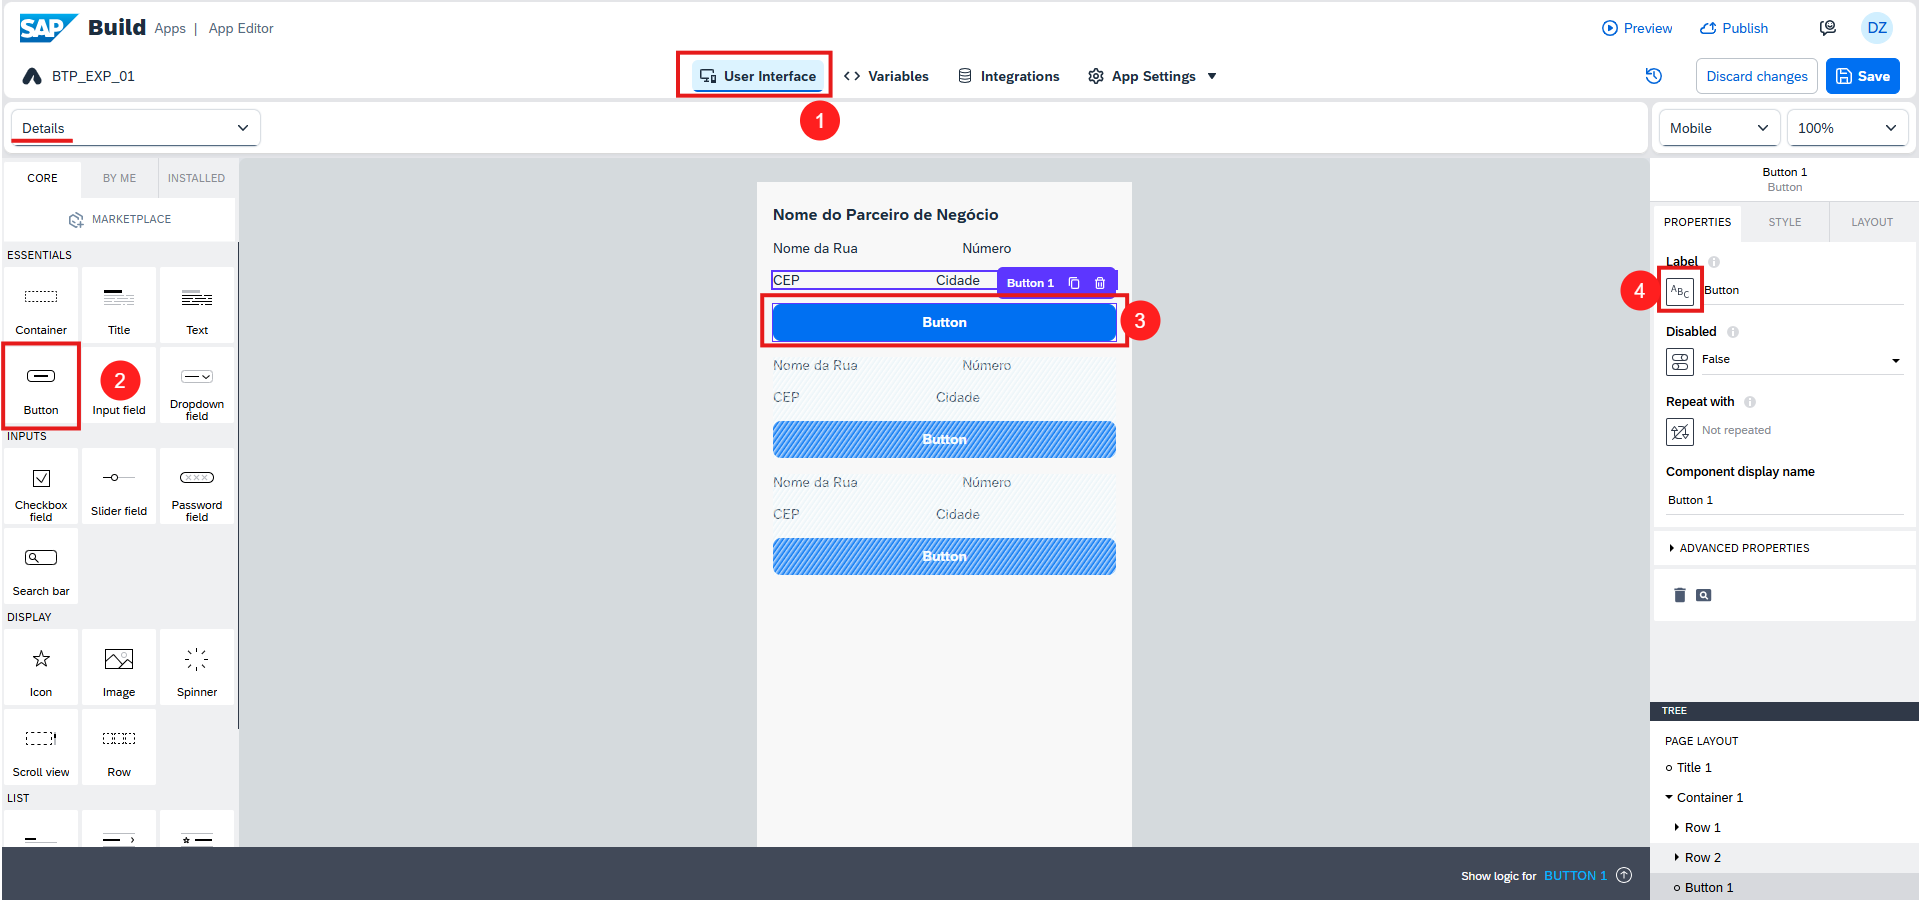 SAP Build Apps | App Editor
Preview
Publish
DZ
BTP_EXP_01
User Interface
Variables
Integrations
App Settings
Discard changes
Save
1
Details
Mobile
100%
CORE
BY ME
INSTALLED
MARKETPLACE
ESSENTIALS
Container
Title
Text
Button
2
Input field
Dropdown
field
INPUTS
Checkbox
field
Slider field
Password
field
Search bar
DISPLAY
Icon
Image
Spinner
Scroll view
Row
LIST
Nome do Parceiro de Negócio
Nome da Rua
Número
CEP
Cidade
Button 1
Button
3
Nome da Rua
Número
CEP
Cidade
Button
Nome da Rua
Número
CEP
Cidade
Button
Show logic for BUTTON 1
Button 1
Button
PROPERTIES
STYLE
LAYOUT
Label
4
ABC
Button
Disabled
False
Repeat with
Not repeated
Component display name
Button 1
ADVANCED PROPERTIES
TREE
PAGE LAYOUT
Title 1
Container 1
Row 1
Row 2
Button 1